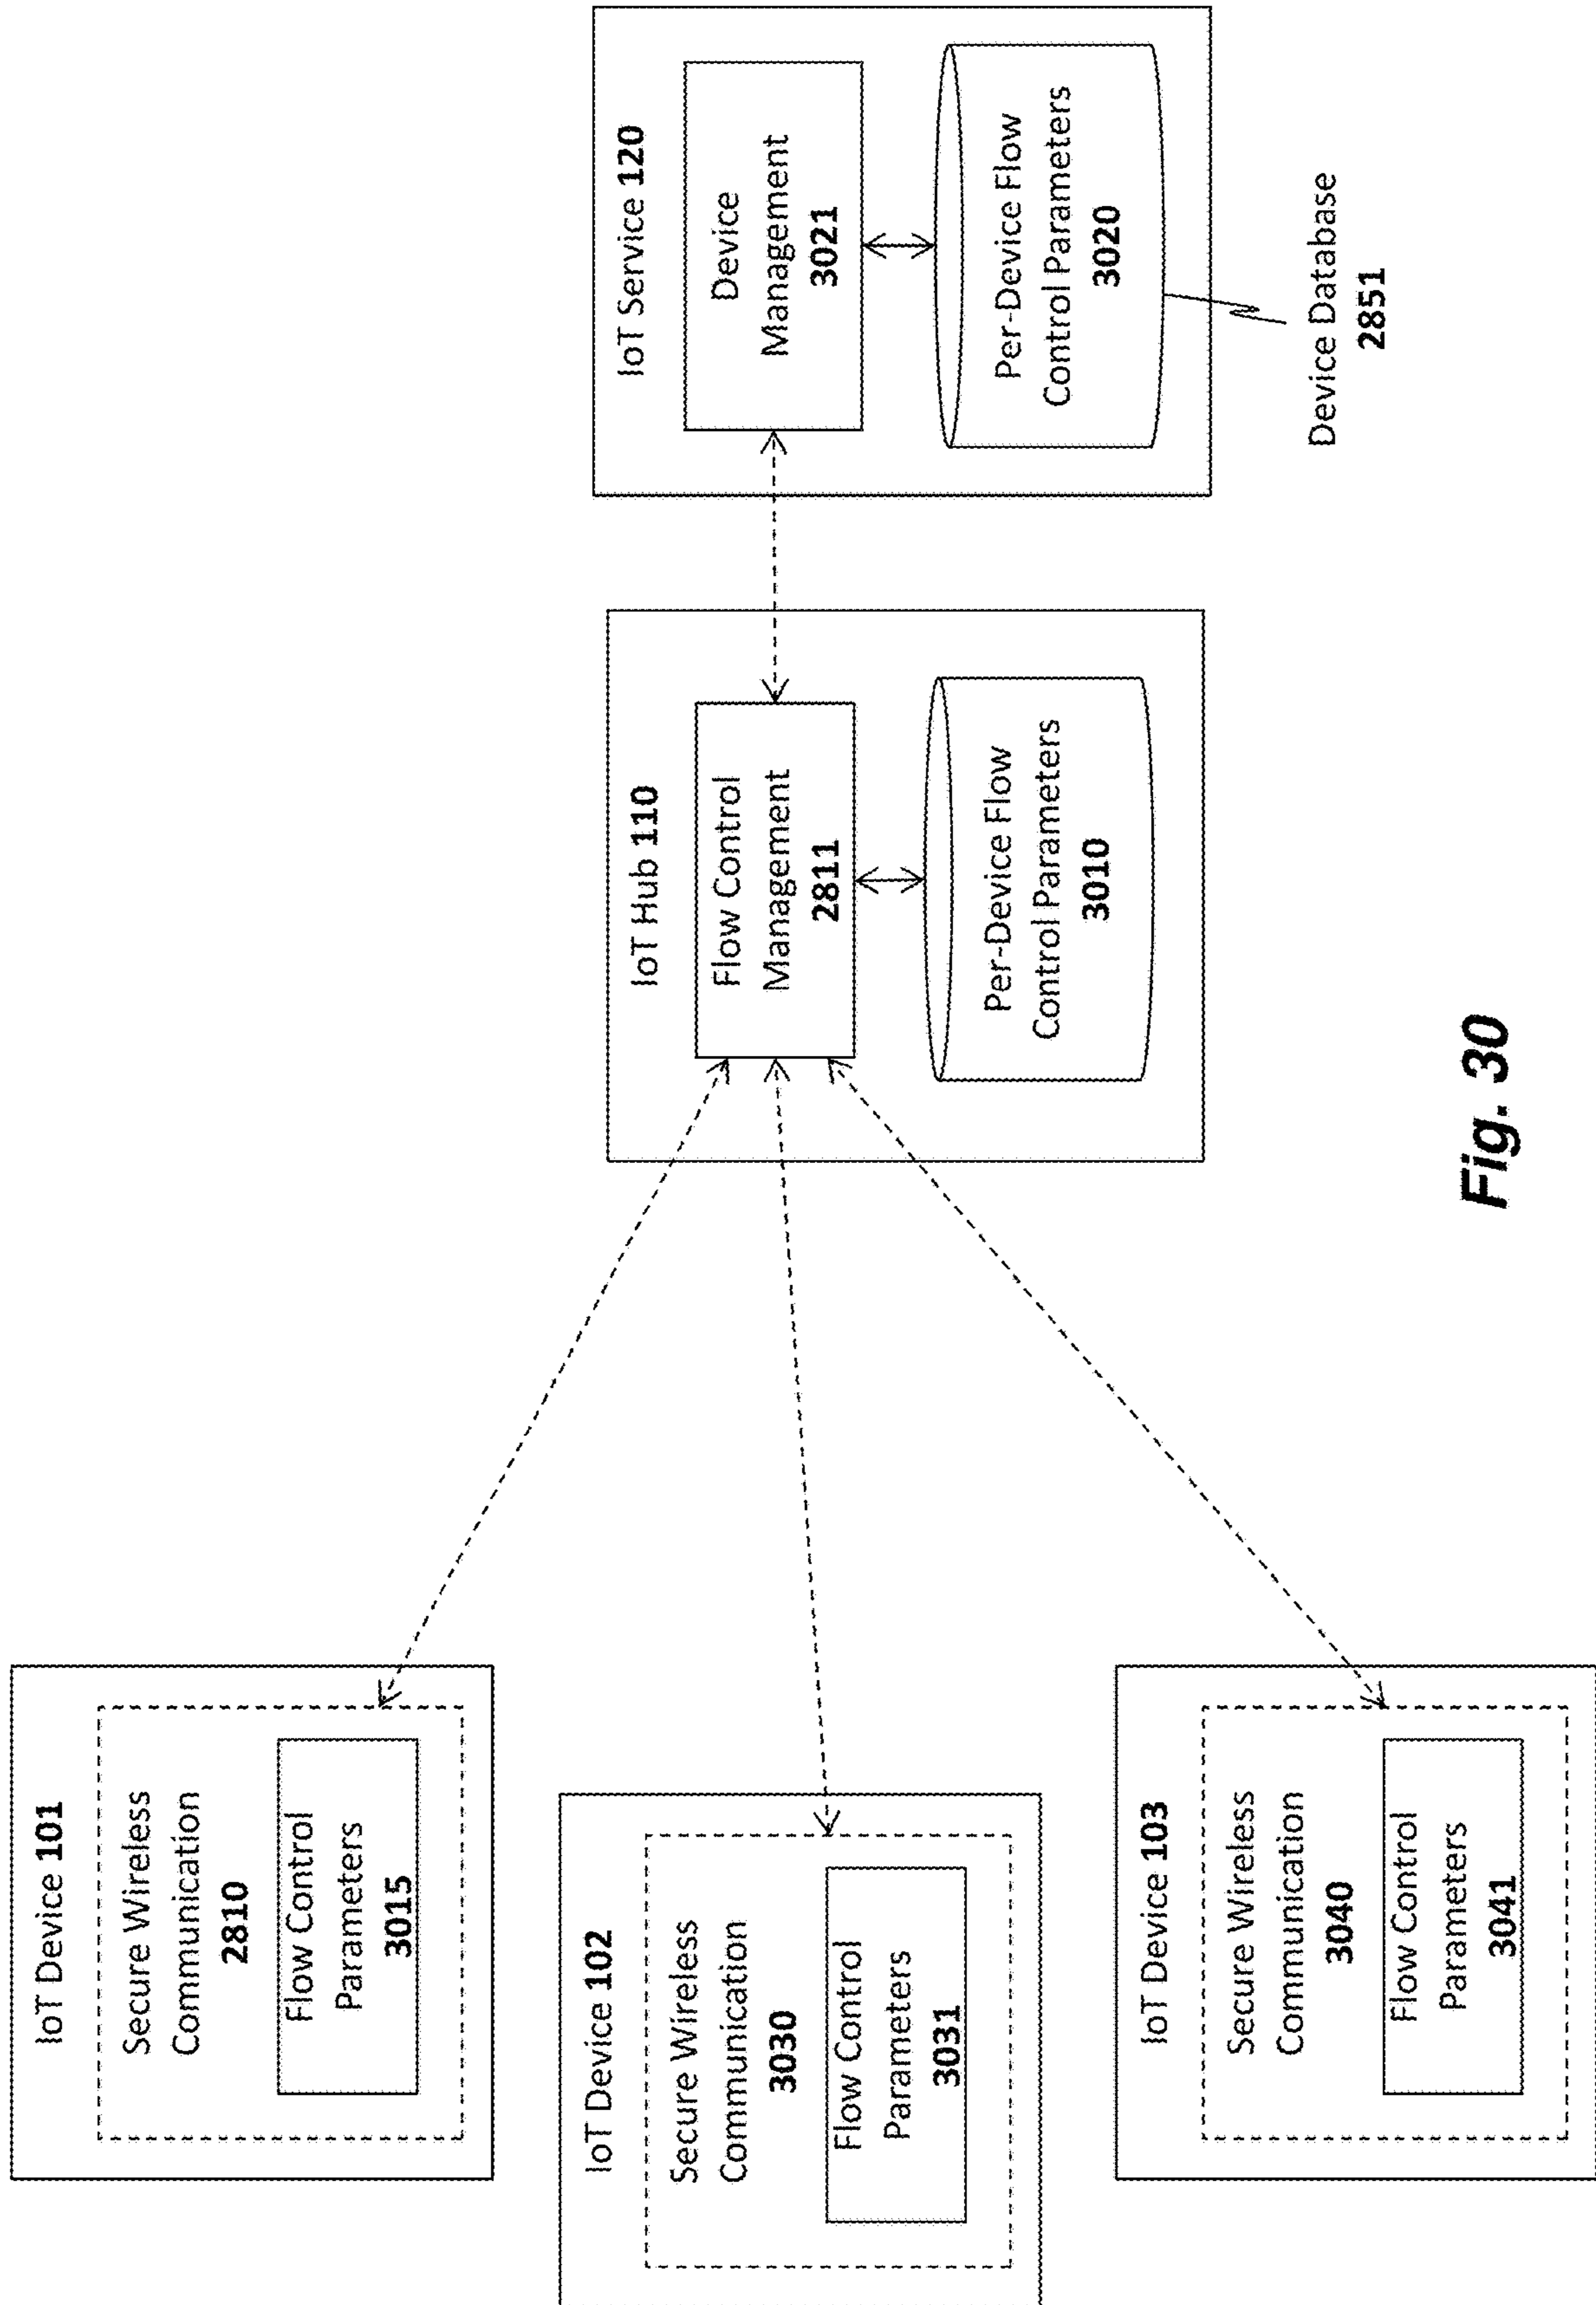 IoT Device 101
Secure Wireless
Communication
2810
Flow Control
Parameters
3015
IoT Device 102
Secure Wireless
Communication
3030
Flow Control
Parameters
3031
IoT Device 103
Secure Wireless
Communication
3040
Flow Control
Parameters
3041
IoT Hub 110
Flow Control
Management
2811
Per-Device Flow
Control Parameters
3010
IoT Service 120
Device
Management
3021
Per-Device Flow
Control Parameters
3020
Device Database
2851
Fig. 30